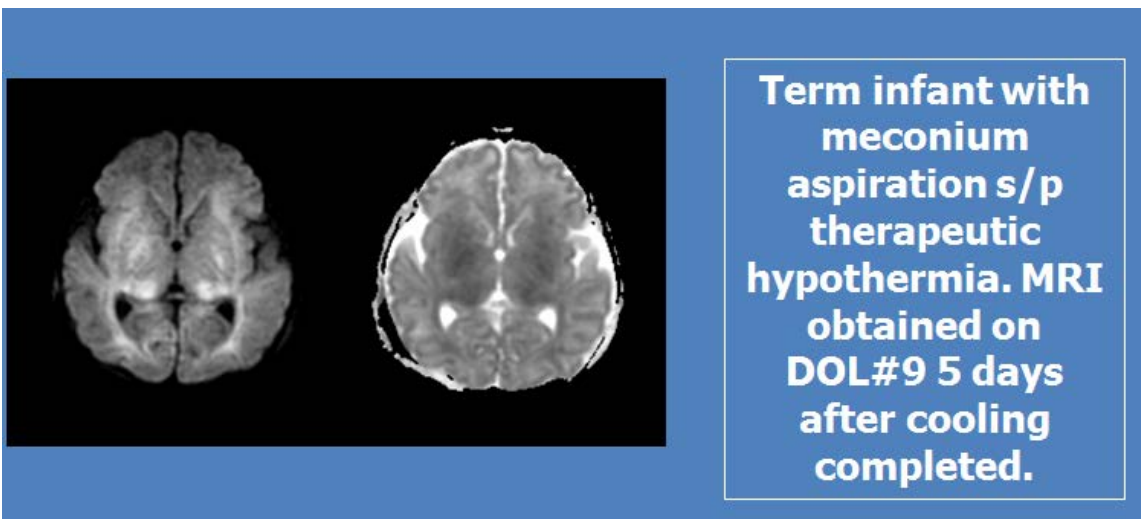 Term infant with
meconium
aspiration s/p
therapeutic
hypothermia. MRI
obtained on
DOL#9 5 days
after cooling
completed.